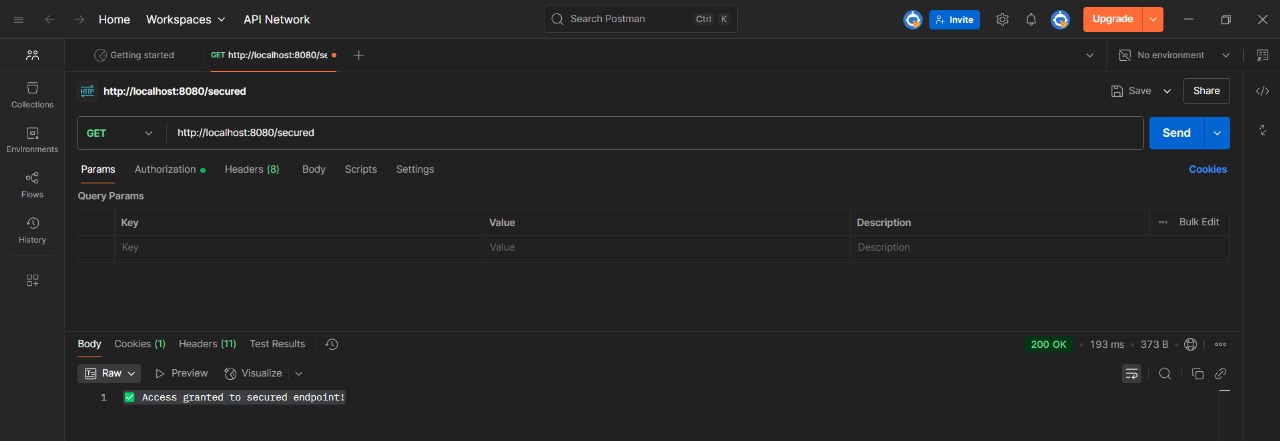 Home Workspaces API Network Search Postman Ctrl K Invite Upgrade
Getting started GET http://localhost:8080/se No environment
http://localhost:8080/secured Save Share
GET http://localhost:8080/secured Send
Params Authorization Headers (8) Body Scripts Settings Cookies
Query Params
Key Value Description Bulk Edit
Key Value Description
Collections
Environments
Flows
History
Body Cookies (1) Headers (11) Test Results 200 OK 193 ms 373 B
Raw Preview Visualize
1 ✅ Access granted to secured endpoint!